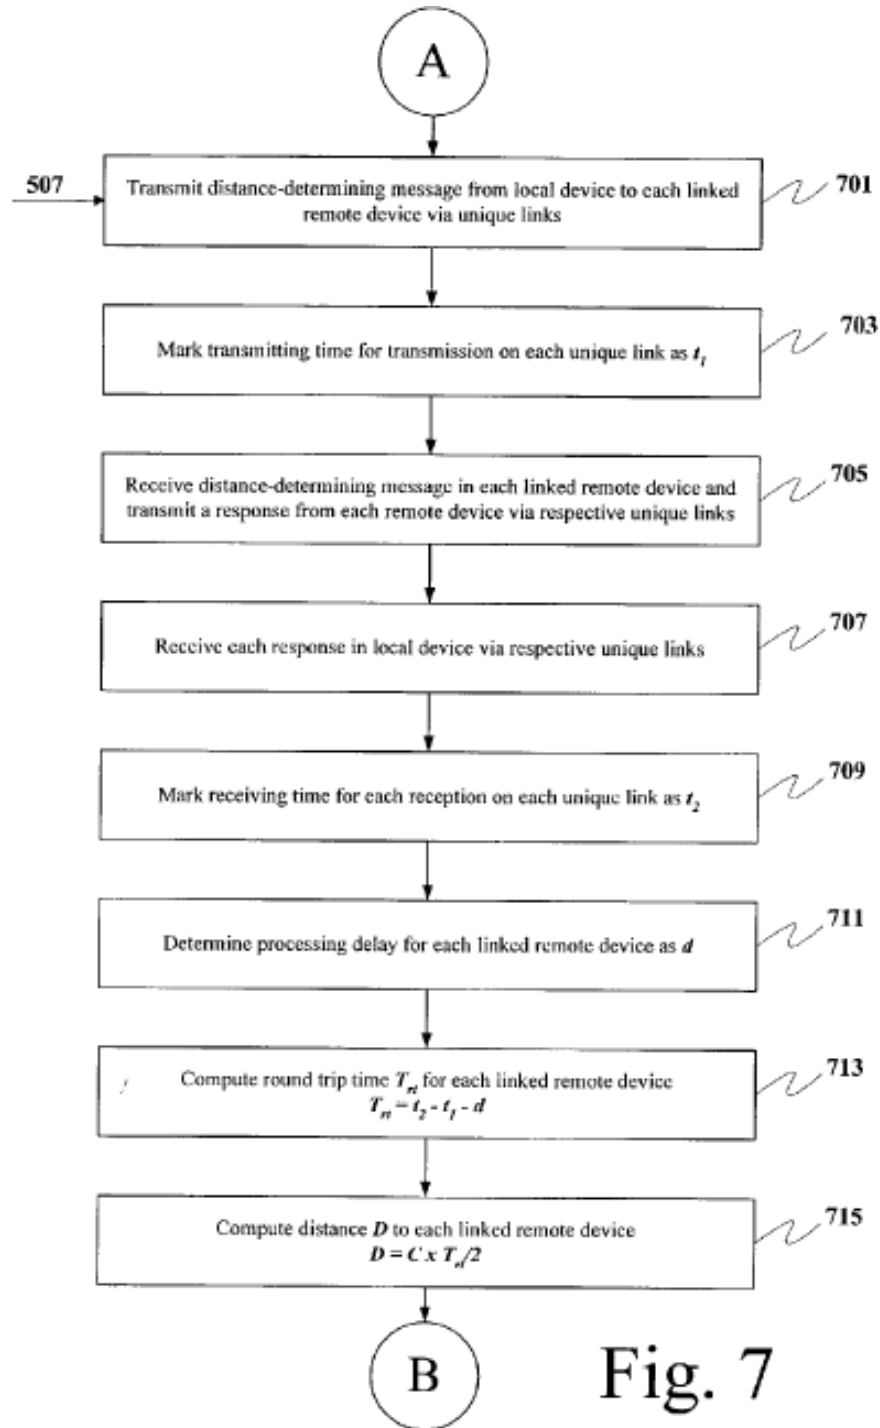 A
507
Transmit distance-determining message from local device to each linked
remote device via unique links
701
Mark transmitting time for transmission on each unique link as t₁
703
Receive distance-determining message in each linked remote device and
transmit a response from each remote device via respective unique links
705
Receive each response in local device via respective unique links
707
Mark receiving time for each reception on each unique link as t₂
709
Determine processing delay for each linked remote device as d
711
Compute round trip time Tᵣₜ for each linked remote device
Tᵣₜ = t₂ - t₁ - d
713
Compute distance D to each linked remote device
D = C x Tᵣₜ/2
715
B
Fig. 7